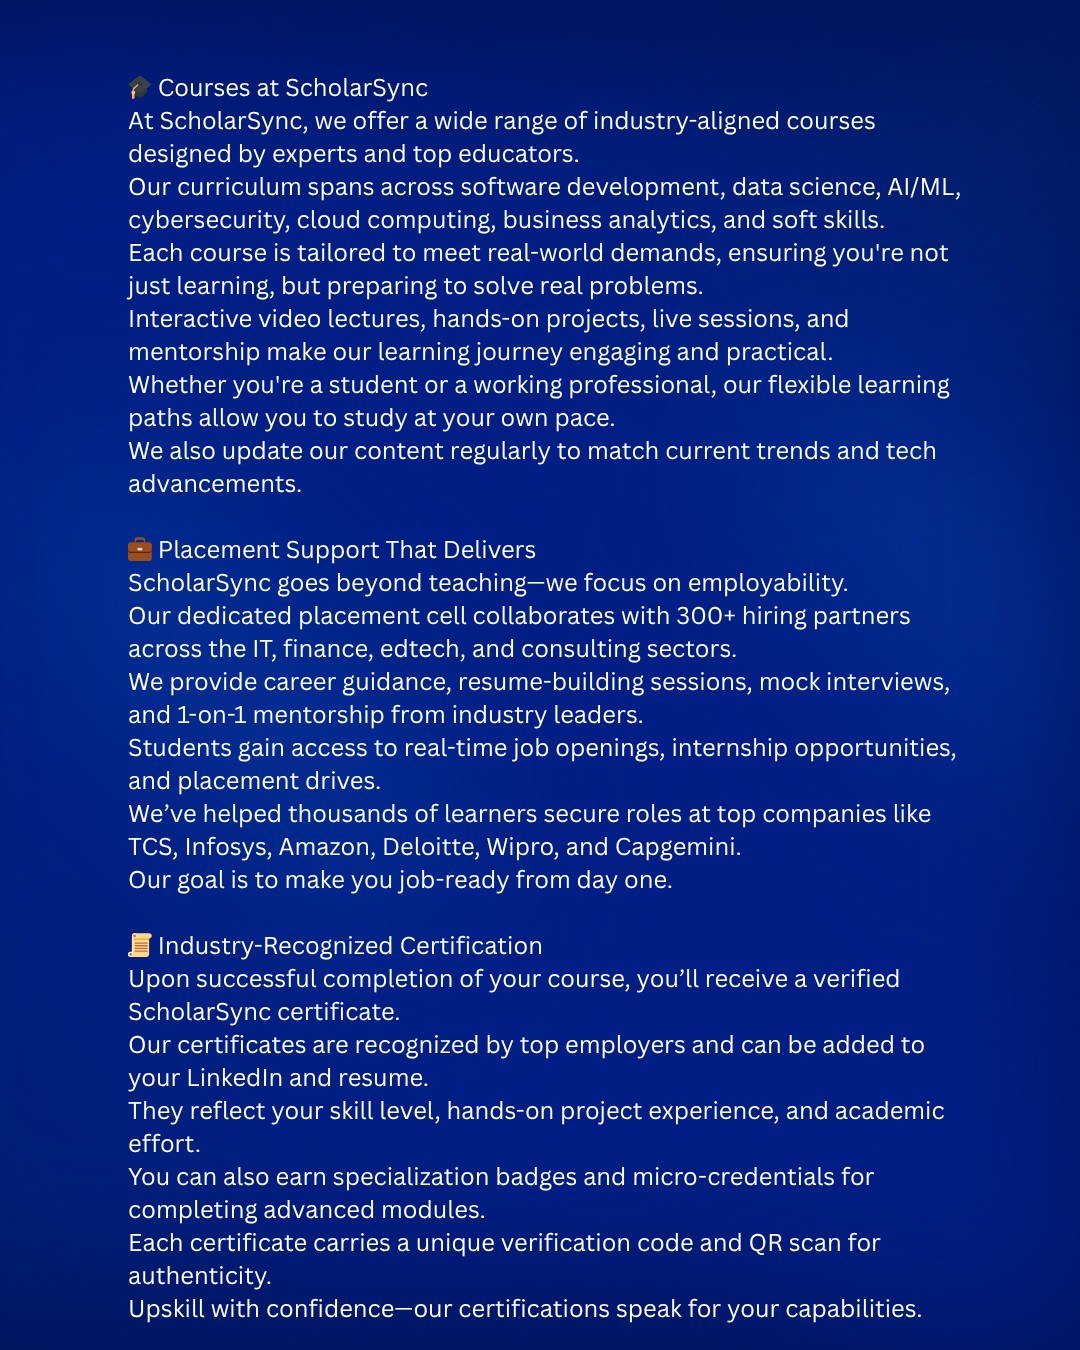 🎓 Courses at ScholarSync
At ScholarSync, we offer a wide range of industry-aligned courses
designed by experts and top educators.
Our curriculum spans across software development, data science, AI/ML,
cybersecurity, cloud computing, business analytics, and soft skills.
Each course is tailored to meet real-world demands, ensuring you're not
just learning, but preparing to solve real problems.
Interactive video lectures, hands-on projects, live sessions, and
mentorship make our learning journey engaging and practical.
Whether you're a student or a working professional, our flexible learning
paths allow you to study at your own pace.
We also update our content regularly to match current trends and tech
advancements.
💼 Placement Support That Delivers
ScholarSync goes beyond teaching—we focus on employability.
Our dedicated placement cell collaborates with 300+ hiring partners
across the IT, finance, edtech, and consulting sectors.
We provide career guidance, resume-building sessions, mock interviews,
and 1-on-1 mentorship from industry leaders.
Students gain access to real-time job openings, internship opportunities,
and placement drives.
We’ve helped thousands of learners secure roles at top companies like
TCS, Infosys, Amazon, Deloitte, Wipro, and Capgemini.
Our goal is to make you job-ready from day one.
📜 Industry-Recognized Certification
Upon successful completion of your course, you’ll receive a verified
ScholarSync certificate.
Our certificates are recognized by top employers and can be added to
your LinkedIn and resume.
They reflect your skill level, hands-on project experience, and academic
effort.
You can also earn specialization badges and micro-credentials for
completing advanced modules.
Each certificate carries a unique verification code and QR scan for
authenticity.
Upskill with confidence—our certifications speak for your capabilities.